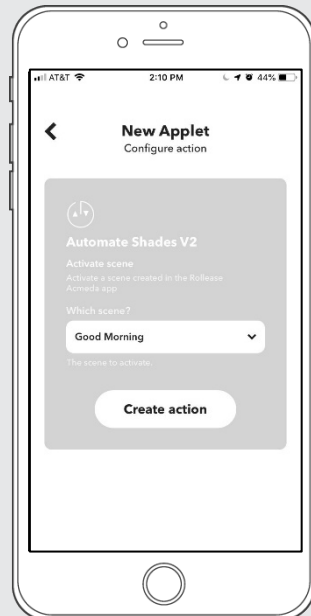 AT&T 2:10 PM 44%
New Applet
Configure action
Automate Shades V2
Activate scene
Activate a scene created in the Rollease
Acmeda app
Which scene?
Good Morning
The scene to activate.
Create action